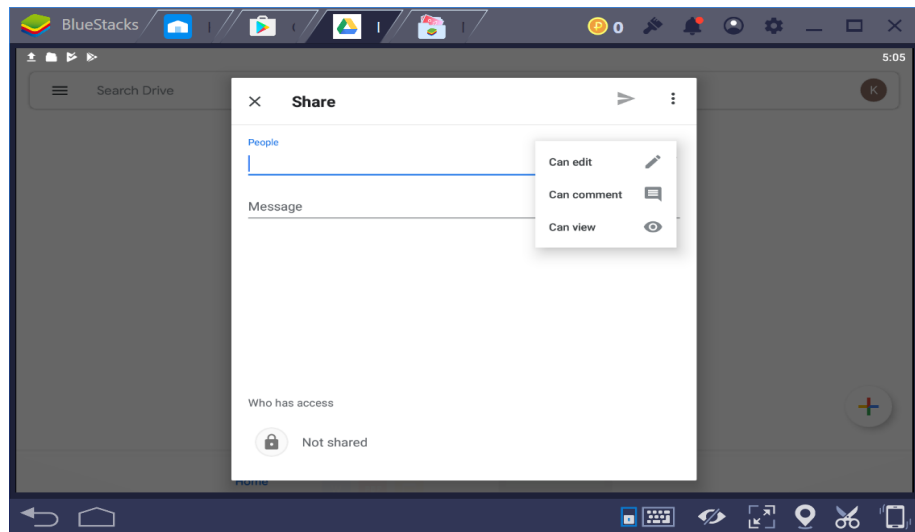 BlueStacks
0
5:05
Search Drive
K
Share
People
Can edit
Message
Can comment
Can view
Who has access
Not shared
Home